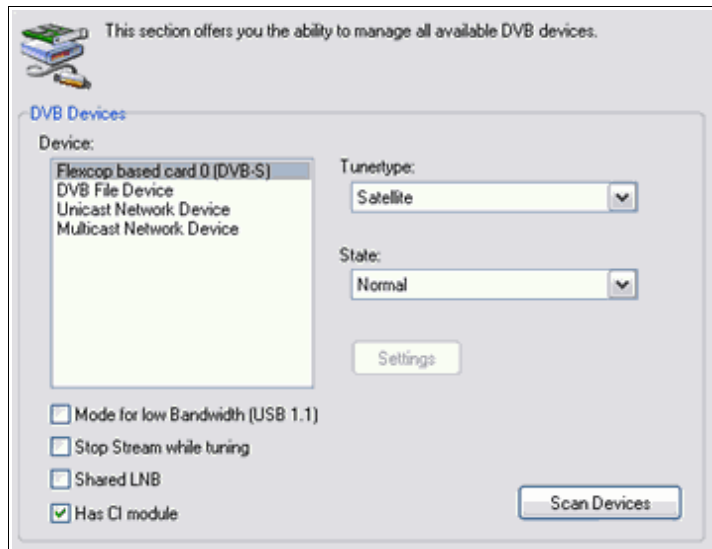 This section offers you the ability to manage all available DVB devices.
DVB Devices
Device:
Flexcop based card 0 (DVB-S)
DVB File Device
Unicast Network Device
Multicast Network Device
Tunertype:
Satellite
State:
Normal
Settings
Mode for low Bandwidth (USB 1.1)
Stop Stream while tuning
Shared LNB
Has CI module
Scan Devices